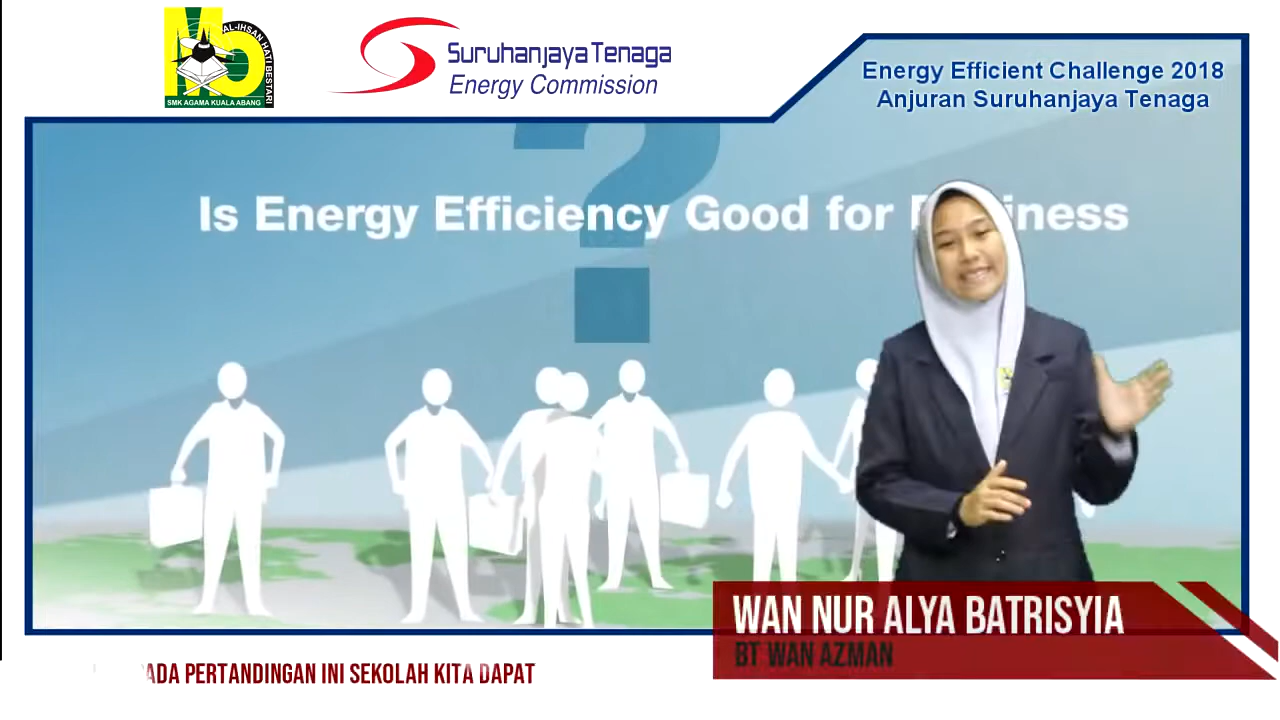 AL-IHSAN HATI BESTARI
SMK AGAMA KUALA ABANG
Suruhanjaya Tenaga
Energy Commission
Energy Efficient Challenge 2018
Anjuran Suruhanjaya Tenaga
?
Is Energy Efficiency Good for
WAN NUR ALYA BATRISYIA
BT WAN AZMAN
PERTANDINGAN INI SEKOLAH KITA DAPAT